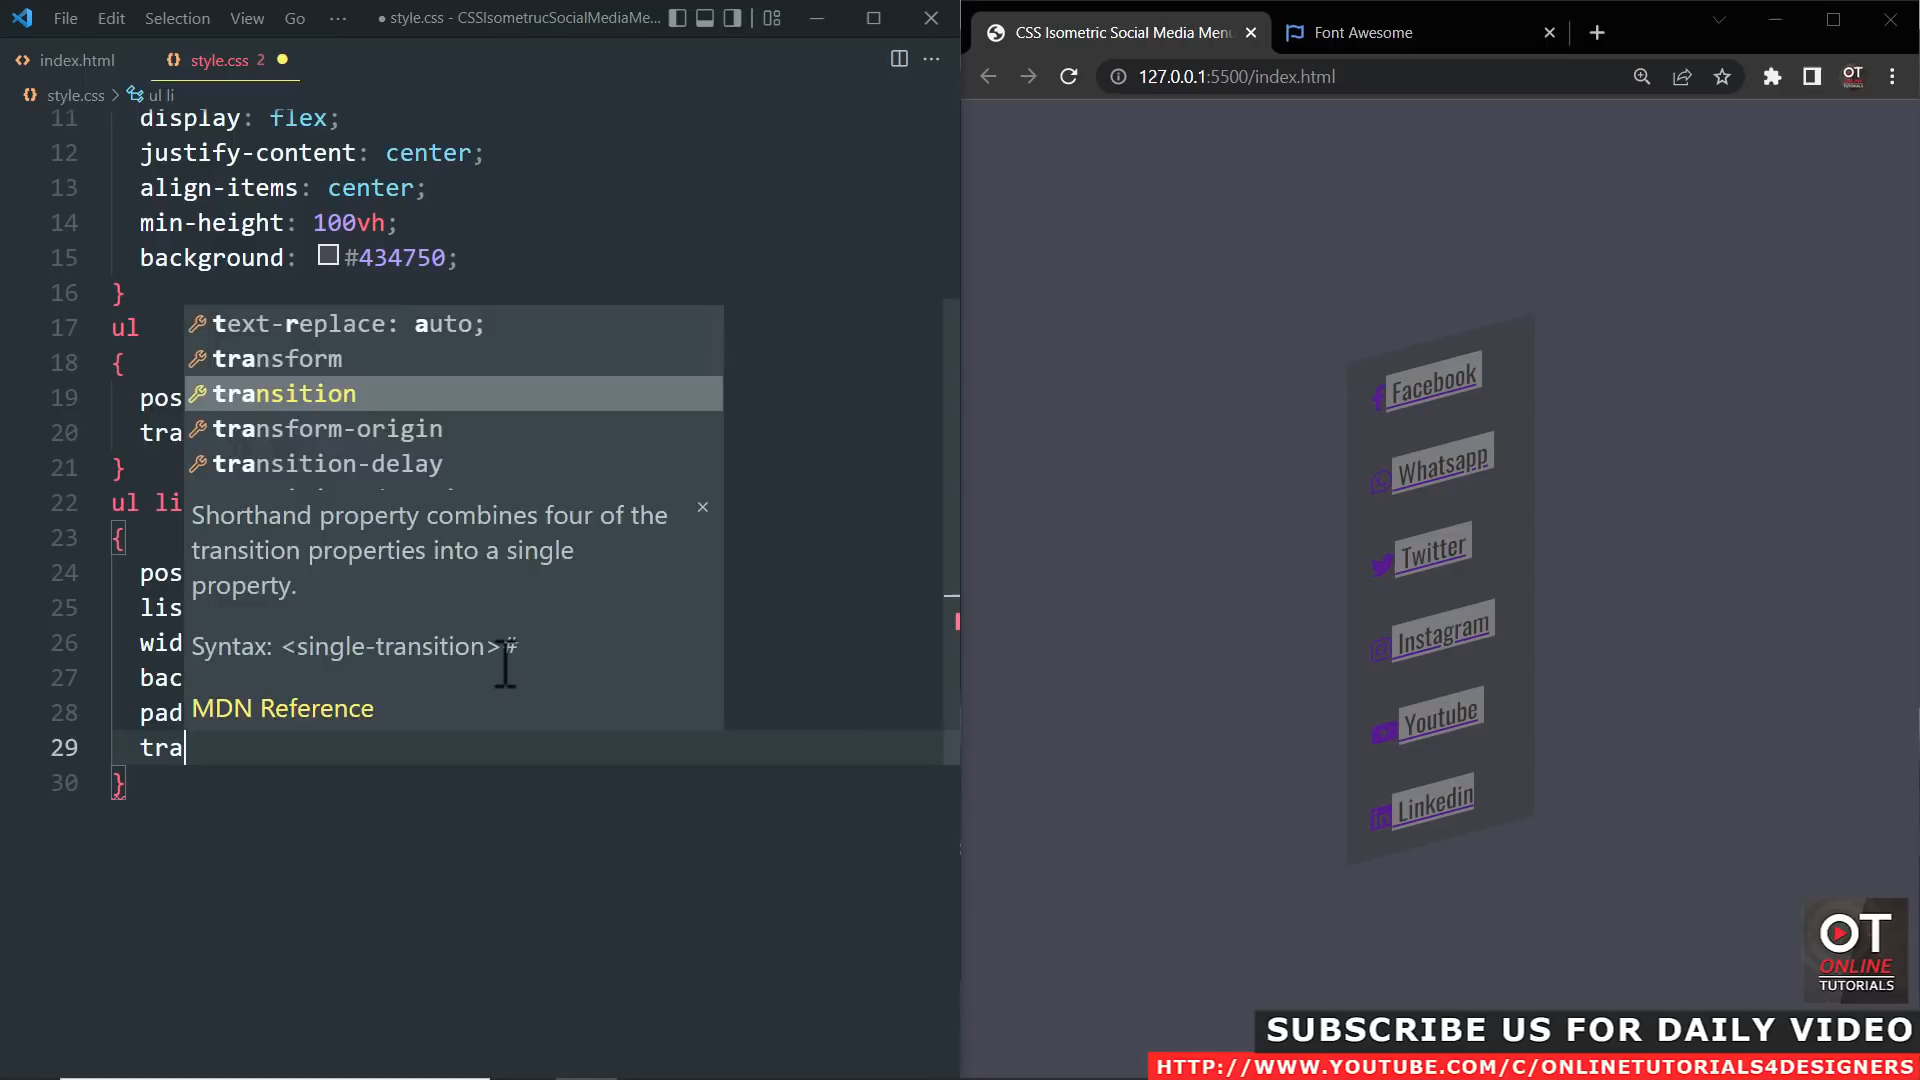 File Edit Selection View Go ··· ● style.css - CSSIsometrucSocialMediaMe...
index.html style.css 2
style.css > ul li
11 display: flex;
12 justify-content: center;
13 align-items: center;
14 min-height: 100vh;
15 background: #434750;
16 }
17 ul
18 {
19 pos
20 tra
21 }
22 ul li
23 {
24 pos
25 lis
26 wid
27 bac
28 pad
29 tra
30 }
text-replace: auto;
transform
transition
transform-origin
transition-delay
Shorthand property combines four of the
transition properties into a single
property.
Syntax: <single-transition>#
MDN Reference
CSS Isometric Social Media Menu
Font Awesome
127.0.0.1:5500/index.html
Facebook
Whatsapp
Twitter
Instagram
Youtube
Linkedin
OT
ONLINE
TUTORIALS
SUBSCRIBE US FOR DAILY VIDEO
HTTP://WWW.YOUTUBE.COM/C/ONLINETUTORIALS4DESIGNERS